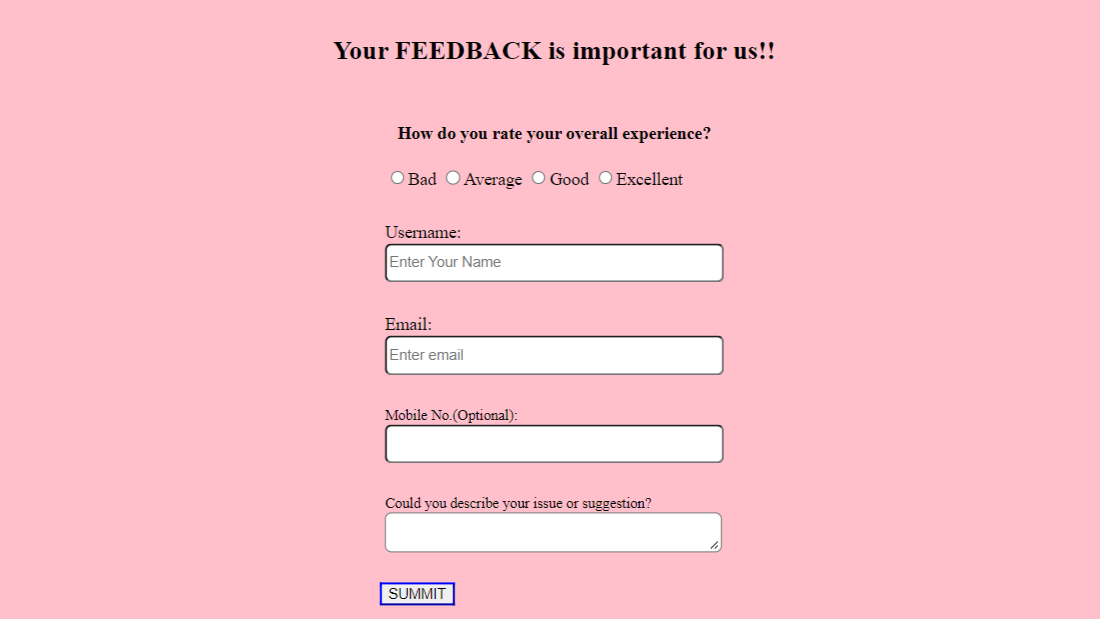 Your FEEDBACK is important for us!!
How do you rate your overall experience?
Bad Average Good Excellent
Username:
Enter Your Name
Email:
Enter email
Mobile No.(Optional):
Could you describe your issue or suggestion?
SUMMIT